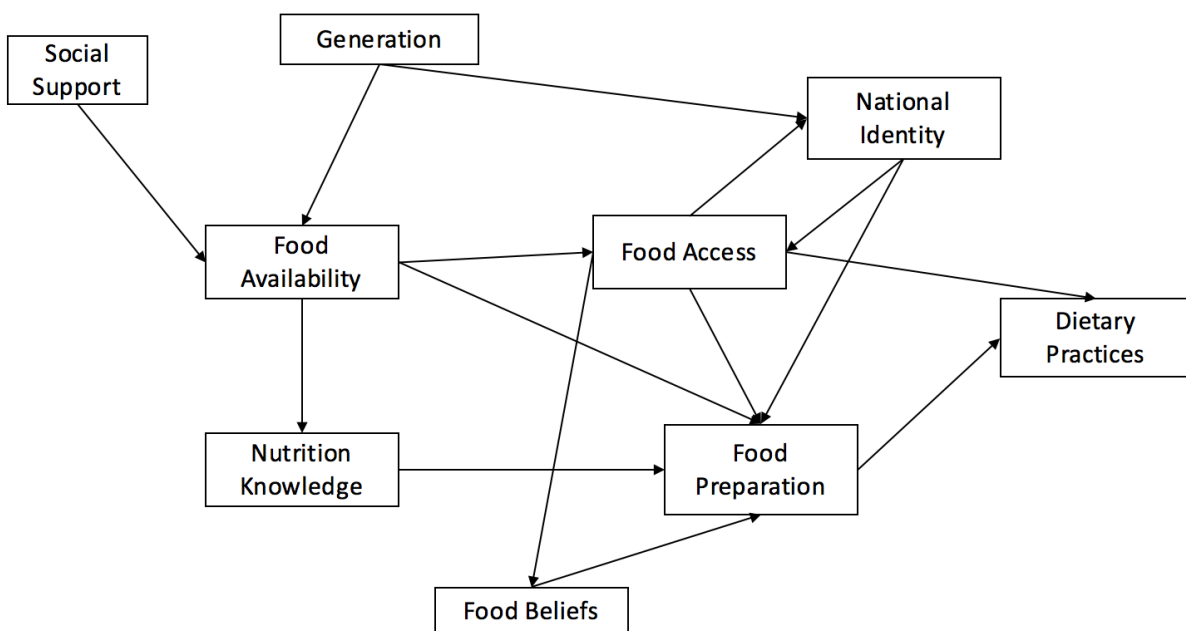 Social
Support
Generation
National
Identity
Food
Availability
Food Access
Dietary
Practices
Nutrition
Knowledge
Food
Preparation
Food Beliefs